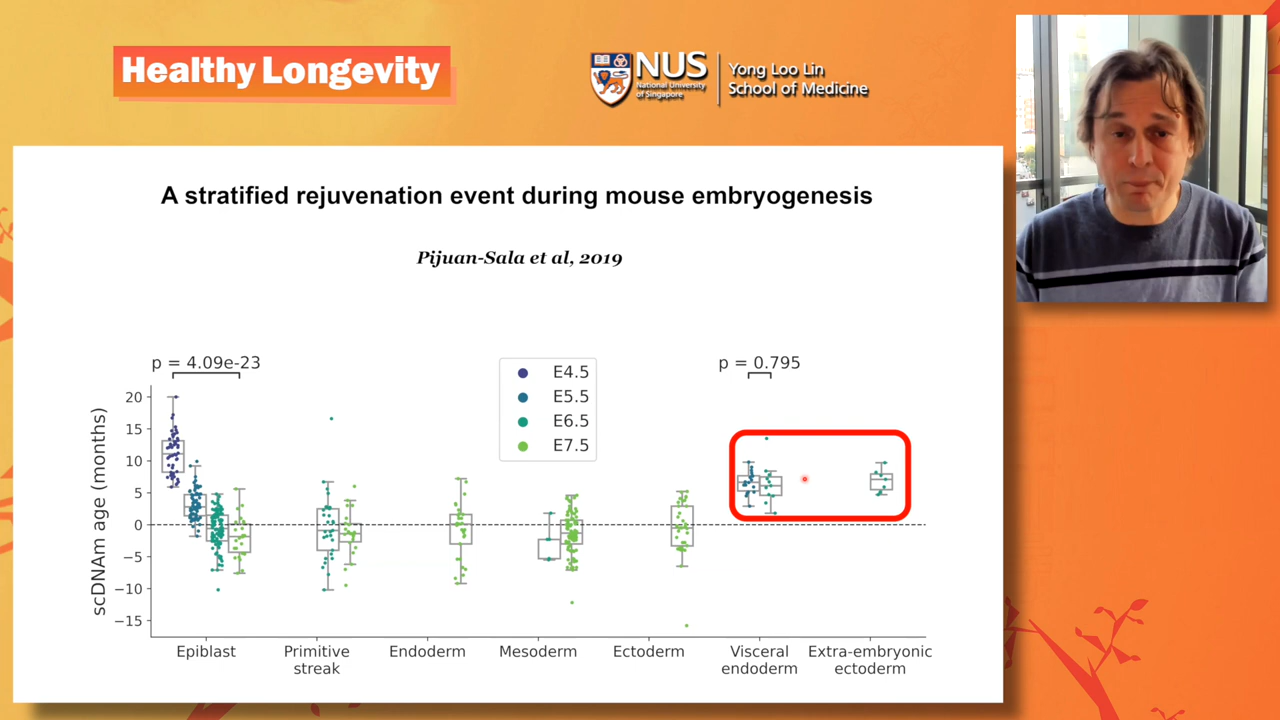 Healthy Longevity
NUS
National University
of Singapore
Yong Loo Lin
School of Medicine
A stratified rejuvenation event during mouse embryogenesis
Pijuan-Sala et al, 2019
p = 4.09e-23
p = 0.795
E4.5
E5.5
E6.5
E7.5
scDNAm age (months)
20
15
10
5
0
−5
−10
−15
Epiblast
Primitive
streak
Endoderm
Mesoderm
Ectoderm
Visceral
endoderm
Extra-embryonic
ectoderm